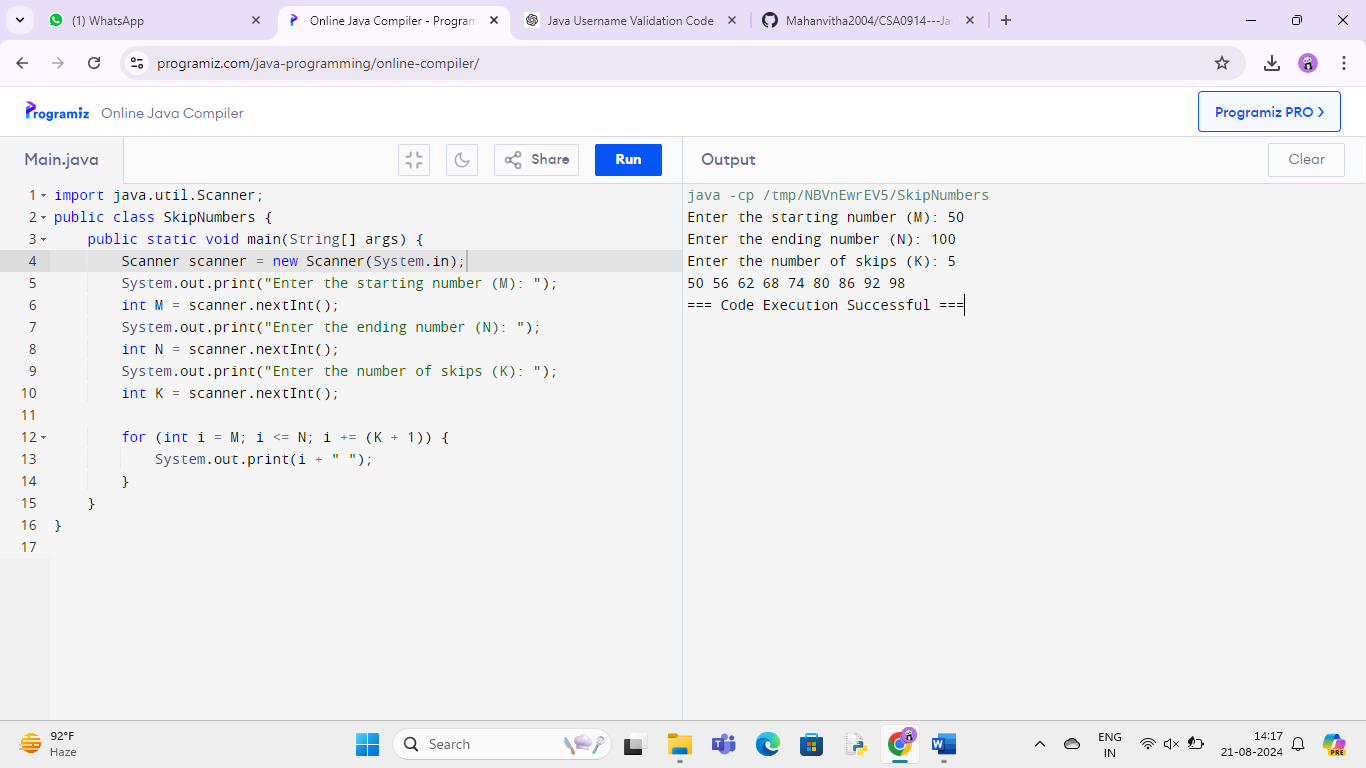 (1) WhatsApp
Online Java Compiler - Program
Java Username Validation Code
Mahanvitha2004/CSA0914---Ja
programiz.com/java-programming/online-compiler/
Programiz Online Java Compiler
Programiz PRO
Main.java
Share
Run
Output
Clear
1 import java.util.Scanner;
2 public class SkipNumbers {
3 public static void main(String[] args) {
4 Scanner scanner = new Scanner(System.in);
5 System.out.print("Enter the starting number (M): ");
6 int M = scanner.nextInt();
7 System.out.print("Enter the ending number (N): ");
8 int N = scanner.nextInt();
9 System.out.print("Enter the number of skips (K): ");
10 int K = scanner.nextInt();
11
12 for (int i = M; i <= N; i += (K + 1)) {
13 System.out.print(i + " ");
14 }
15 }
16 }
17
java -cp /tmp/NBVnEwrEV5/SkipNumbers
Enter the starting number (M): 50
Enter the ending number (N): 100
Enter the number of skips (K): 5
50 56 62 68 74 80 86 92 98
=== Code Execution Successful ===
92°F
Haze
Search
ENG
IN
14:17
21-08-2024
PRE